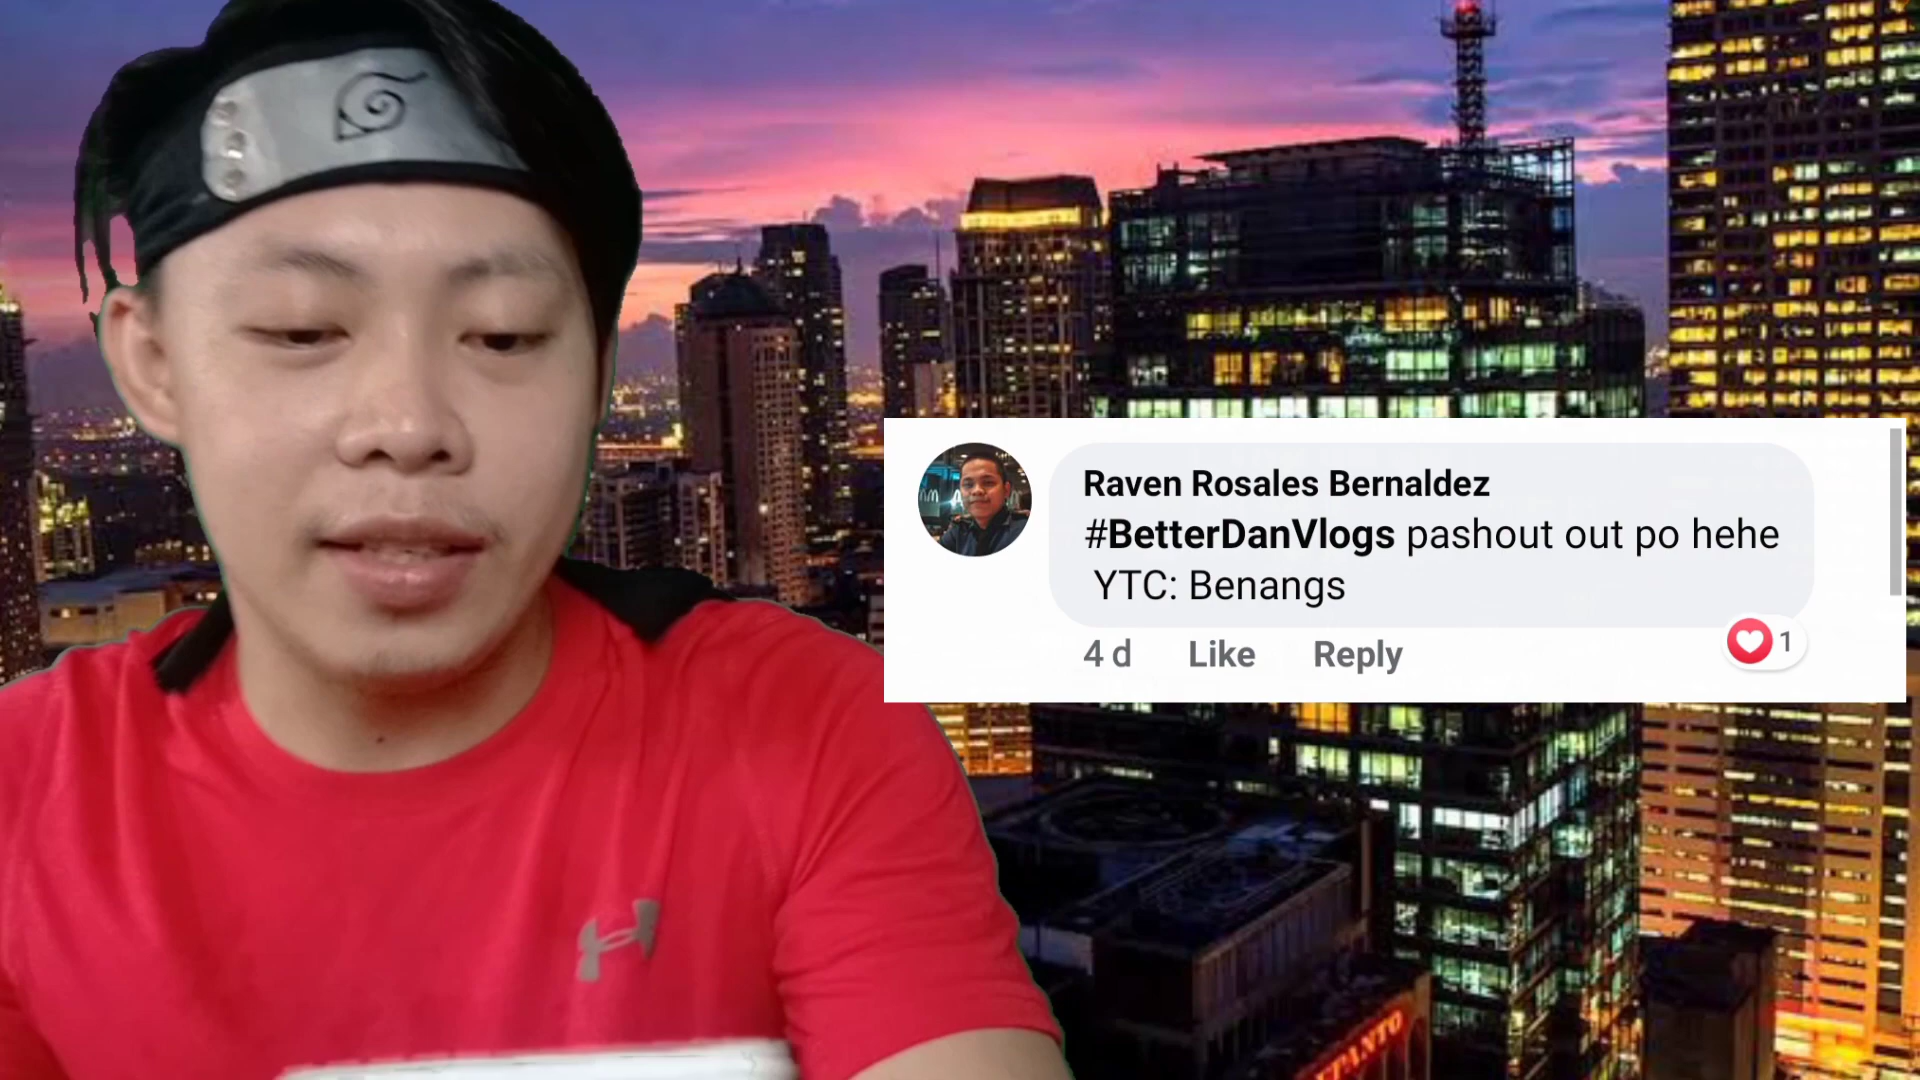 Raven Rosales Bernaldez
#BetterDanVlogs pashout out po hehe
YTC: Benangs
4 d Like Reply
1